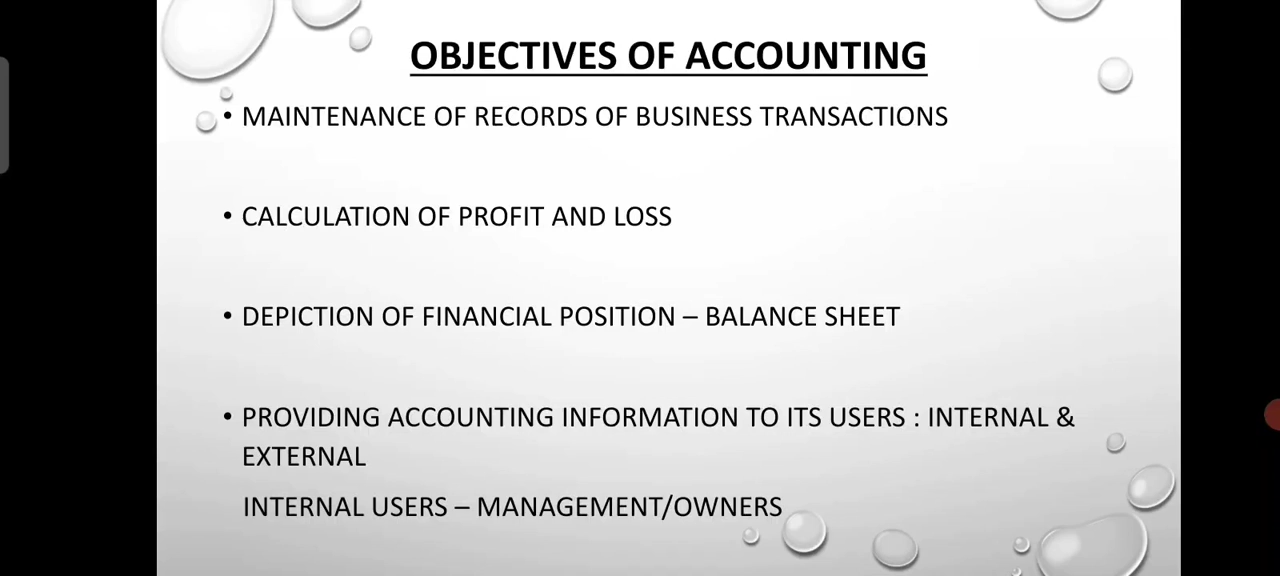 OBJECTIVES OF ACCOUNTING
• MAINTENANCE OF RECORDS OF BUSINESS TRANSACTIONS
• CALCULATION OF PROFIT AND LOSS
• DEPICTION OF FINANCIAL POSITION – BALANCE SHEET
• PROVIDING ACCOUNTING INFORMATION TO ITS USERS : INTERNAL &
EXTERNAL
INTERNAL USERS – MANAGEMENT/OWNERS